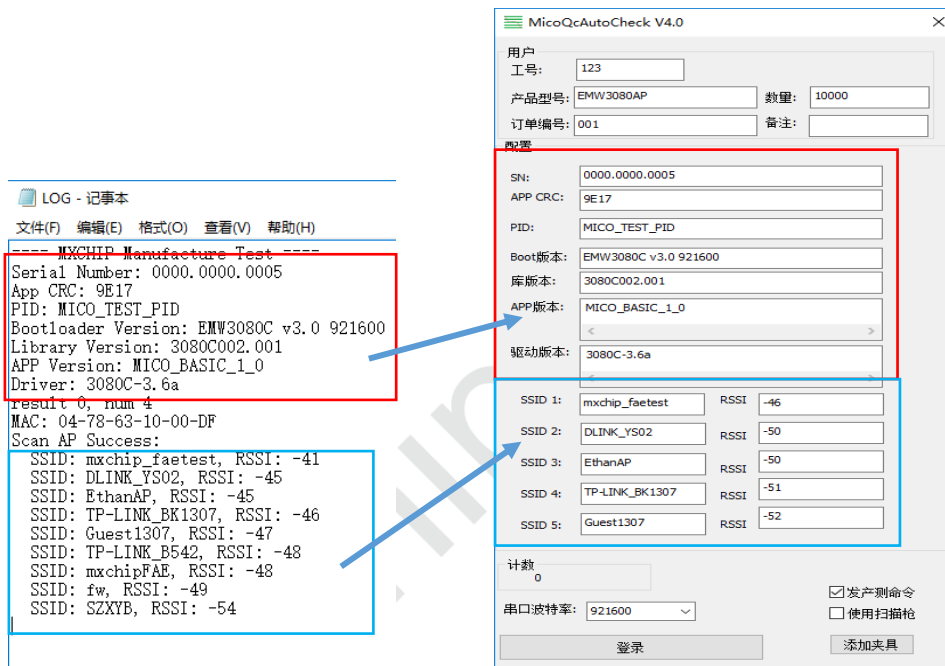 LOG - 记事本
文件(F) 编辑(E) 格式(O) 查看(V) 帮助(H)
---- MXCHIP Manufacture Test ----
Serial Number: 0000.0000.0005
App CRC: 9E17
PID: MICO_TEST_PID
Bootloader Version: EMW3080C v3.0 921600
Library Version: 3080C002.001
APP Version: MICO_BASIC_1_0
Driver: 3080C-3.6a
result 0, num 4
MAC: 04-78-63-10-00-DF
Scan AP Success:
SSID: mxchip_faetest, RSSI: -41
SSID: DLINK_YS02, RSSI: -45
SSID: EthanAP, RSSI: -45
SSID: TP-LINK_BK1307, RSSI: -46
SSID: Guest1307, RSSI: -47
SSID: TP-LINK_B542, RSSI: -48
SSID: mxchipFAE, RSSI: -48
SSID: fw, RSSI: -49
SSID: SZXYB, RSSI: -54
MicoQcAutoCheck V4.0
用户
工号: 123
产品型号: EMW3080AP 数量: 10000
订单编号: 001 备注:
配置
SN: 0000.0000.0005
APP CRC: 9E17
PID: MICO_TEST_PID
Boot版本: EMW3080C v3.0 921600
库版本: 3080C002.001
APP版本: MICO_BASIC_1_0
驱动版本: 3080C-3.6a
SSID 1: mxchip_faetest RSSI -46
SSID 2: DLINK_YS02 RSSI -50
SSID 3: EthanAP RSSI -50
SSID 4: TP-LINK_BK1307 RSSI -51
SSID 5: Guest1307 RSSI -52
计数
0
发产测命令
串口波特率: 921600 使用扫描枪
登录 添加夹具